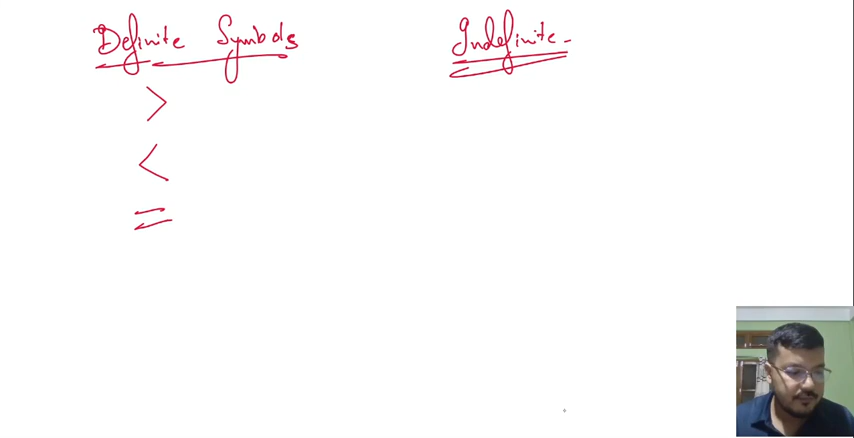 Definite Symbols
Indefinite -
>
<
=